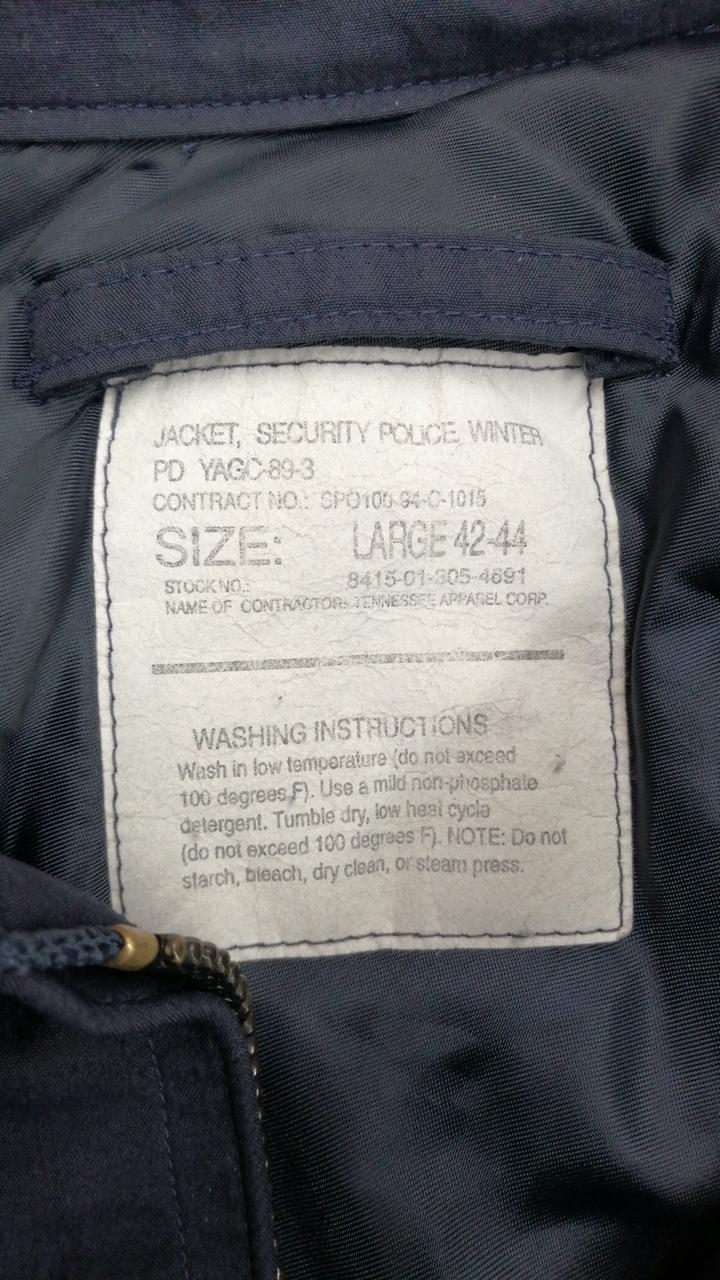 JACKET, SECURITY POLICE WINTER
PD YAGC-89-3
CONTRACT NO.: SPO100-94-C-1015
SIZE: LARGE 42-44
STOCK NO.: 8415-01-305-4691
NAME OF CONTRACTOR: TENNESSEE APPAREL CORP.
WASHING INSTRUCTIONS
Wash in low temperature (do not exceed
100 degrees F). Use a mild non-phosphate
detergent. Tumble dry, low heat cycle
(do not exceed 100 degrees F). NOTE: Do not
starch, bleach, dry clean, or steam press.